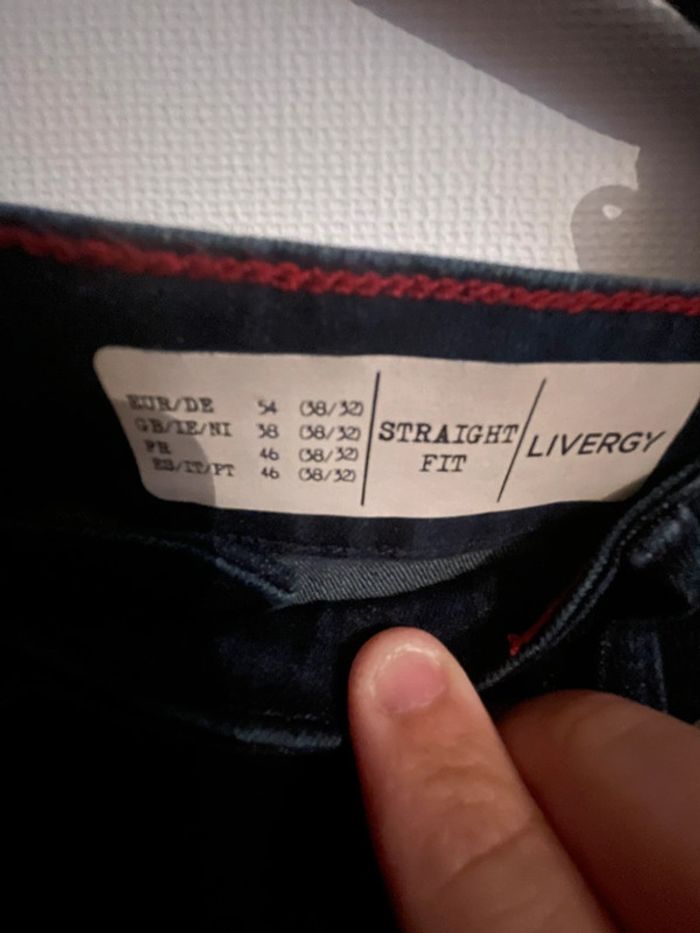 EUR/DE 54 (38/32)
GB/IE/NI 38 (38/32)
FR 46 (38/32)
ES/IT/PT 46 (38/32)
STRAIGHT
FIT
LIVERGY